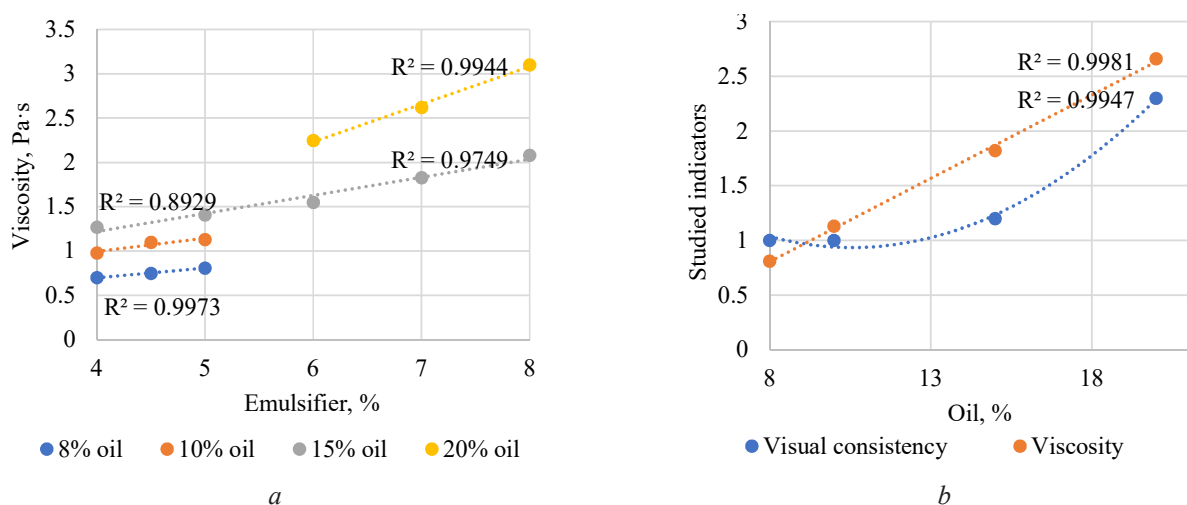 3.5
3
2.5
2
1.5
1
0.5
0
Viscosity, Pa·s
R² = 0.9944
R² = 0.9749
R² = 0.8929
R² = 0.9973
4 5 6 7 8
Emulsifier, %
8% oil 10% oil 15% oil 20% oil
a
3
2.5
2
1.5
1
0.5
0
Studied indicators
R² = 0.9981
R² = 0.9947
8 13 18
Oil, %
Visual consistency Viscosity
b